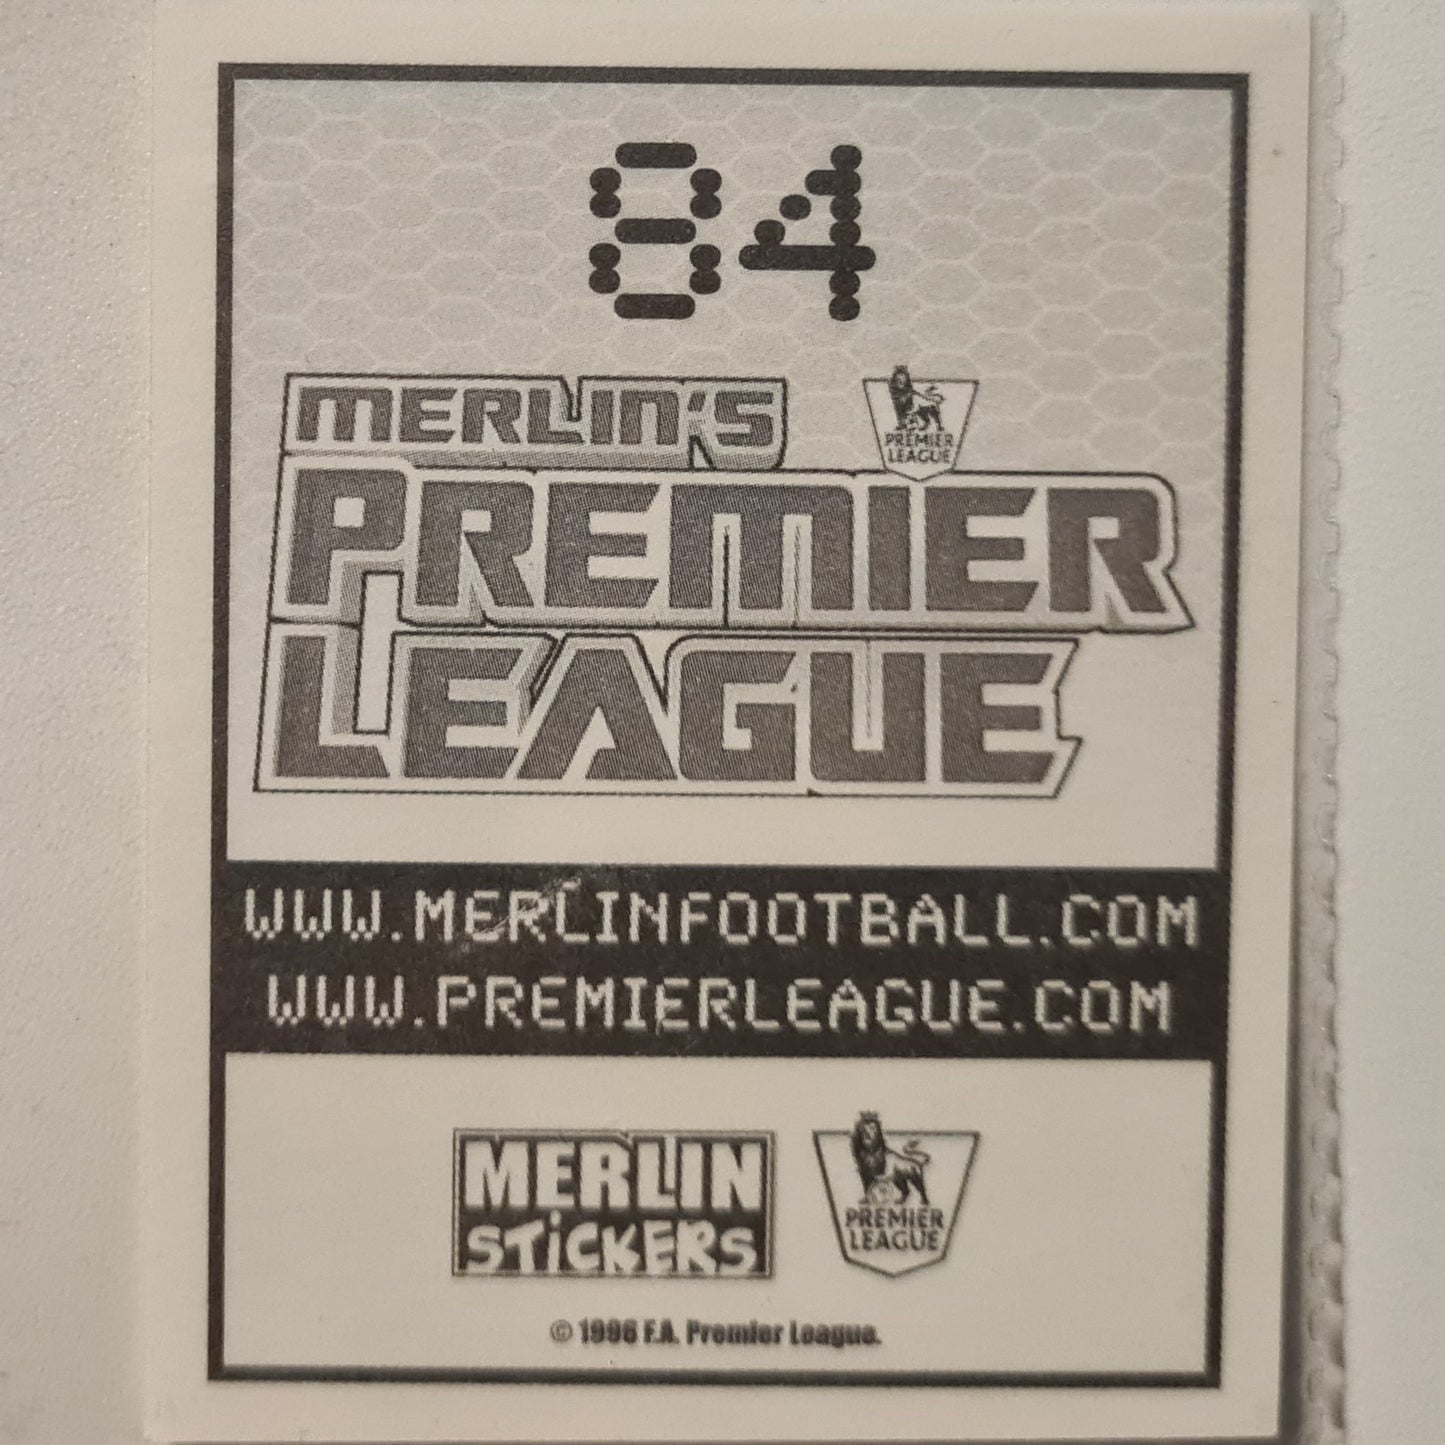 84
MERLIN'S
PREMIER
LEAGUE
PREMIER
LEAGUE
WWW.MERLINFOOTBALL.COM
WWW.PREMIERLEAGUE.COM
MERLIN
STiCKERS
PREMIER
LEAGUE
© 1996 F.A. Premier League.